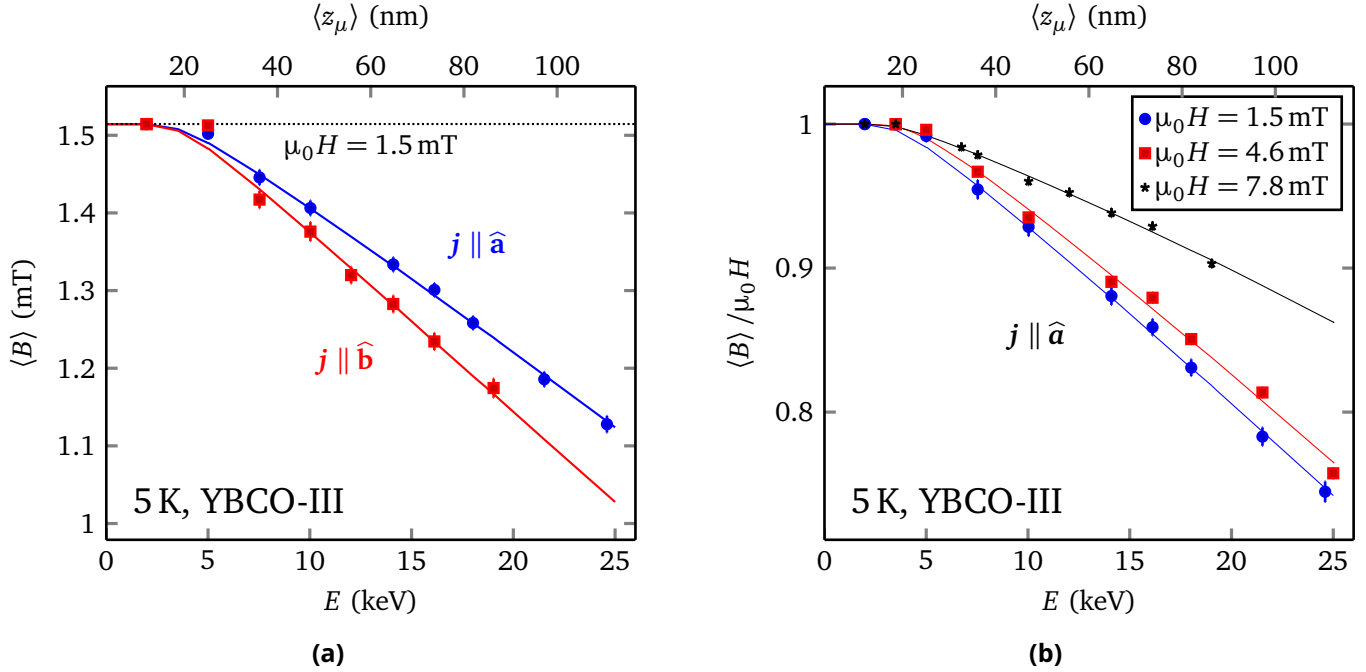 ⟨z_μ⟩ (nm)
20 40 60 80 100
1.5
1.4
1.3
1.2
1.1
1
⟨B⟩ (mT)
μ₀H = 1.5 mT
j ∥ â
j ∥ b̂
5 K, YBCO-III
0 5 10 15 20 25
E (keV)
(a)
⟨z_μ⟩ (nm)
20 40 60 80 100
1
0.9
0.8
⟨B⟩ / μ₀H
μ₀H = 1.5 mT
μ₀H = 4.6 mT
μ₀H = 7.8 mT
j ∥ â
5 K, YBCO-III
0 5 10 15 20 25
E (keV)
(b)